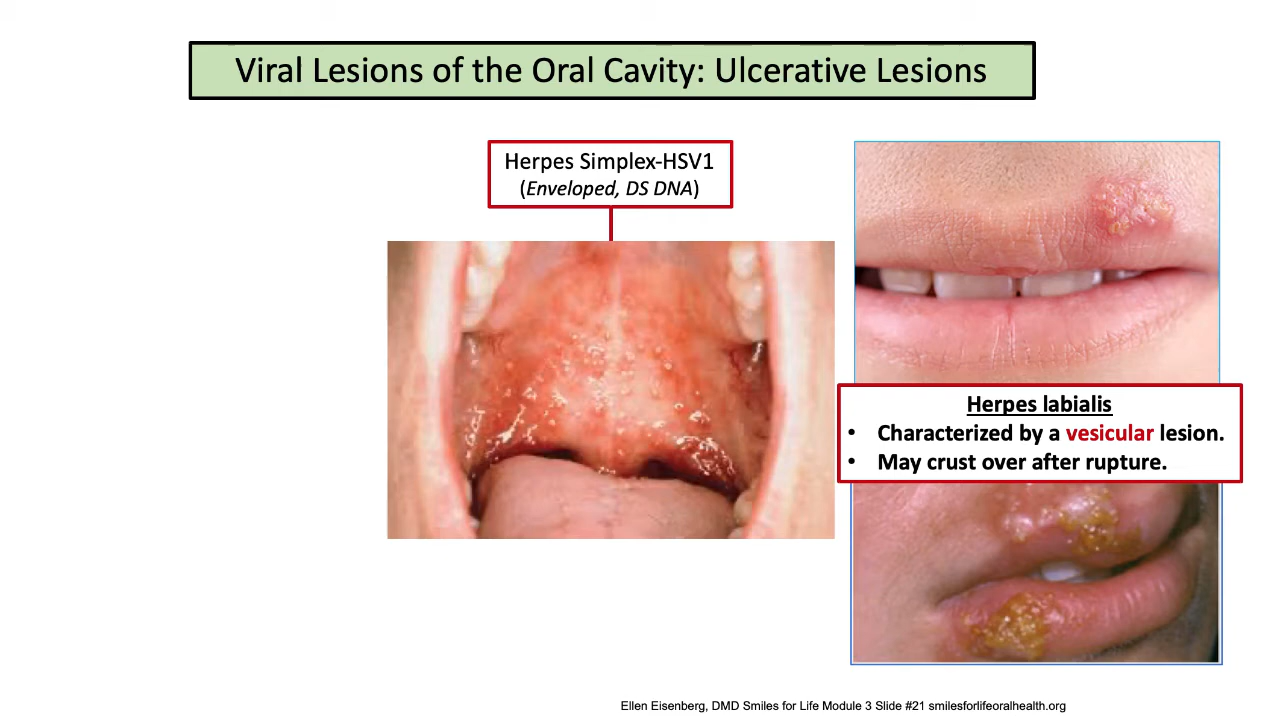 Viral Lesions of the Oral Cavity: Ulcerative Lesions
Herpes Simplex-HSV1
(Enveloped, DS DNA)
Herpes labialis
• Characterized by a vesicular lesion.
• May crust over after rupture.
Ellen Eisenberg, DMD Smiles for Life Module 3 Slide #21 smilesforlifeoralhealth.org